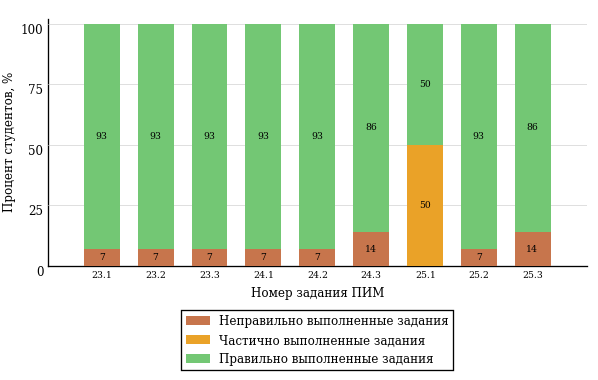 Процент студентов, %
100
75
50
25
0
93 93 93 93 93 86 50 93 86
7 7 7 7 7 14 50 7 14
23.1 23.2 23.3 24.1 24.2 24.3 25.1 25.2 25.3
Номер задания ПИМ
Неправильно выполненные задания
Частично выполненные задания
Правильно выполненные задания